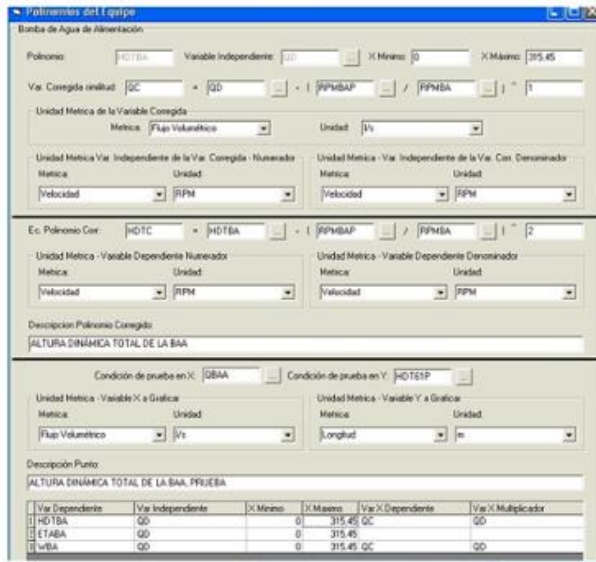 Polinomios del Equipo
Bomba de Agua de Alimentación
Polinomio: HDTBA Variable Independiente: QD ... X Minimo: 0 X Máximo: 315.45
Var. Corregida similitud: QC = QD ... * ( RPMBAP ... / RPMBA ... ) ^ 1
Unidad Metrica de la Variable Corregida
Metrica: Flujo Volumétrico Unidad: l/s
Unidad Metrica Var. Independiente de la Var. Corregida - Numerador Unidad Metrica - Var. Independiente de la Var. Corr. Denominador
Metrica: Unidad: Metrica: Unidad:
Velocidad RPM Velocidad RPM
Ec. Polinomio Corr: HDTC = HDTBA ... * ( RPMBAP ... / RPMBA ... ) ^ 2
Unidad Metrica - Variable Dependiente Numerador Unidad Metrica - Variable Dependiente Denominador
Metrica: Unidad: Metrica: Unidad:
Velocidad RPM Velocidad RPM
Descripcion Polinomio Corregido
ALTURA DINÁMICA TOTAL DE LA BAA
Condición de prueba en X: QBAA ... Condición de prueba en Y: HDT61P ...
Unidad Metrica - Variable X a Graficar Unidad Metrica - Variable Y a Graficar
Metrica: Unidad: Metrica: Unidad:
Flujo Volumétrico l/s Longitud m
Descripción Punto:
ALTURA DINÁMICA TOTAL DE LA BAA, PRUEBA
Var Dependiente Var Independiente X Minimo X Maximo Var X Dependiente Var X Multiplicador
1 HDTBA QD 0 315.45 QC QD
2 ETABA QD 0 315.45
3 WBA QD 0 315.45 QC QD